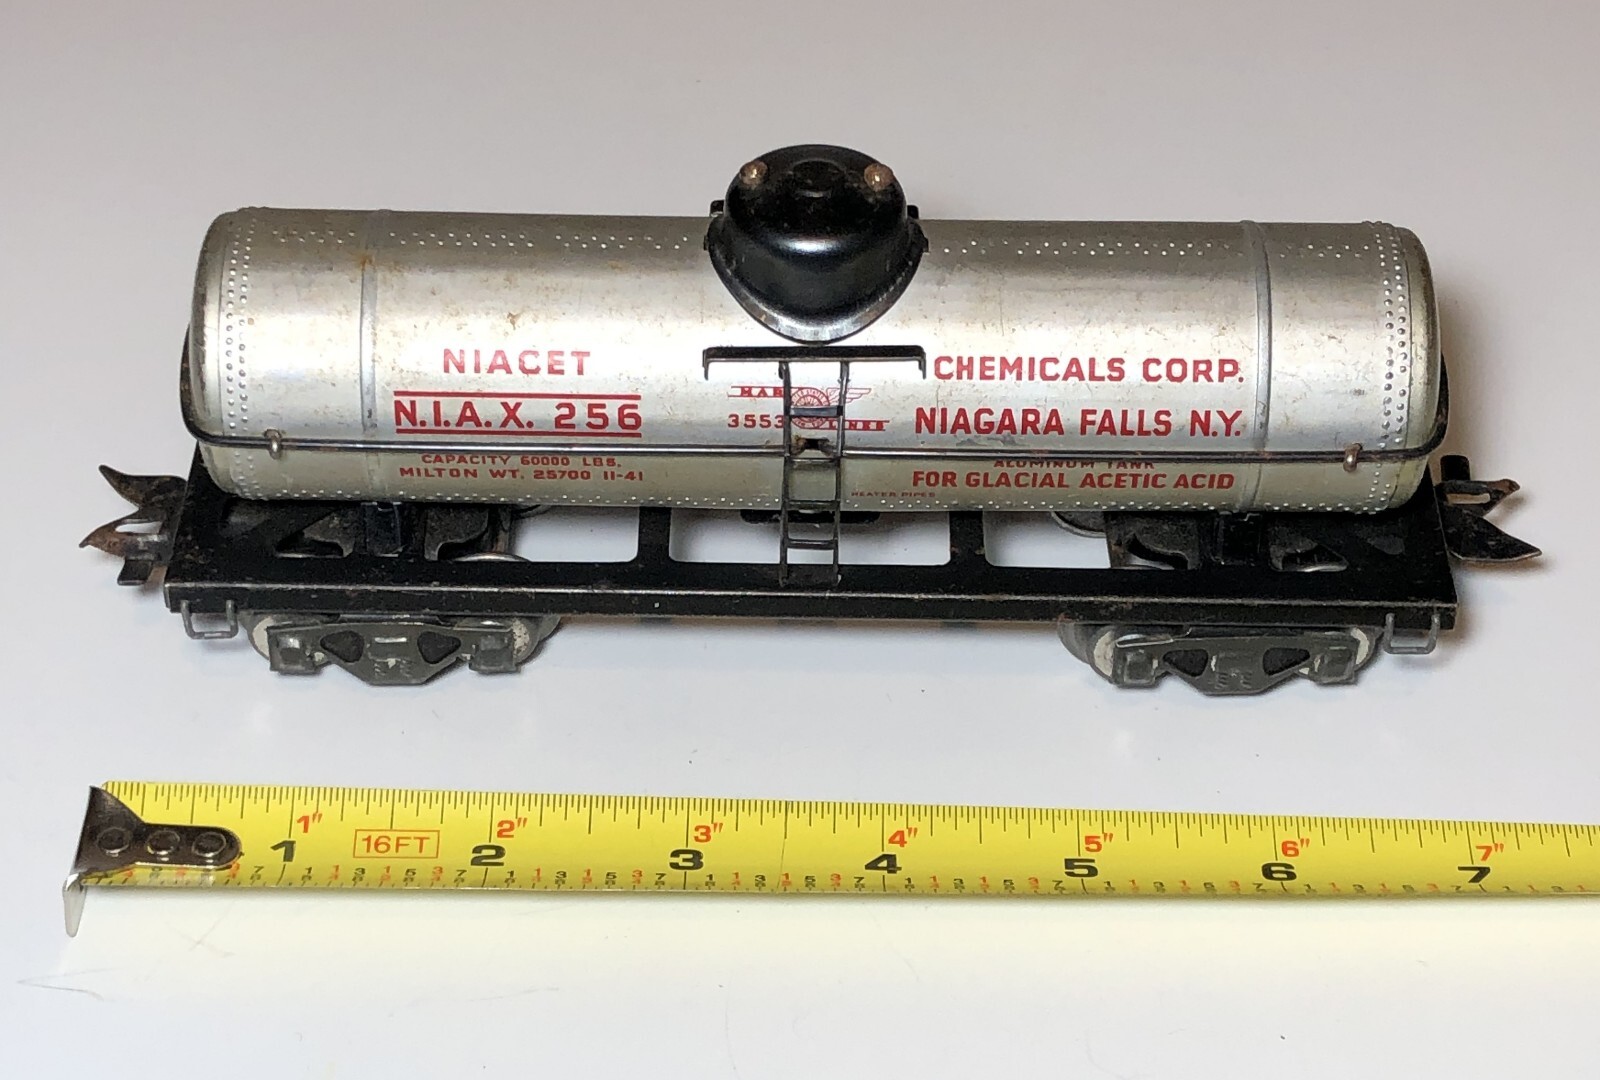 NIACET
N.I.A.X. 256
CAPACITY 60000 LBS.
MILTON WT. 25700 11-41
MAR
3553 LINES
CHEMICALS CORP.
NIAGARA FALLS N.Y.
ALUMINUM TANK
FOR GLACIAL ACETIC ACID
HEATER PIPES
1" 2" 3" 4" 5" 6" 7"
1 16FT 2 3 4 5 6 7